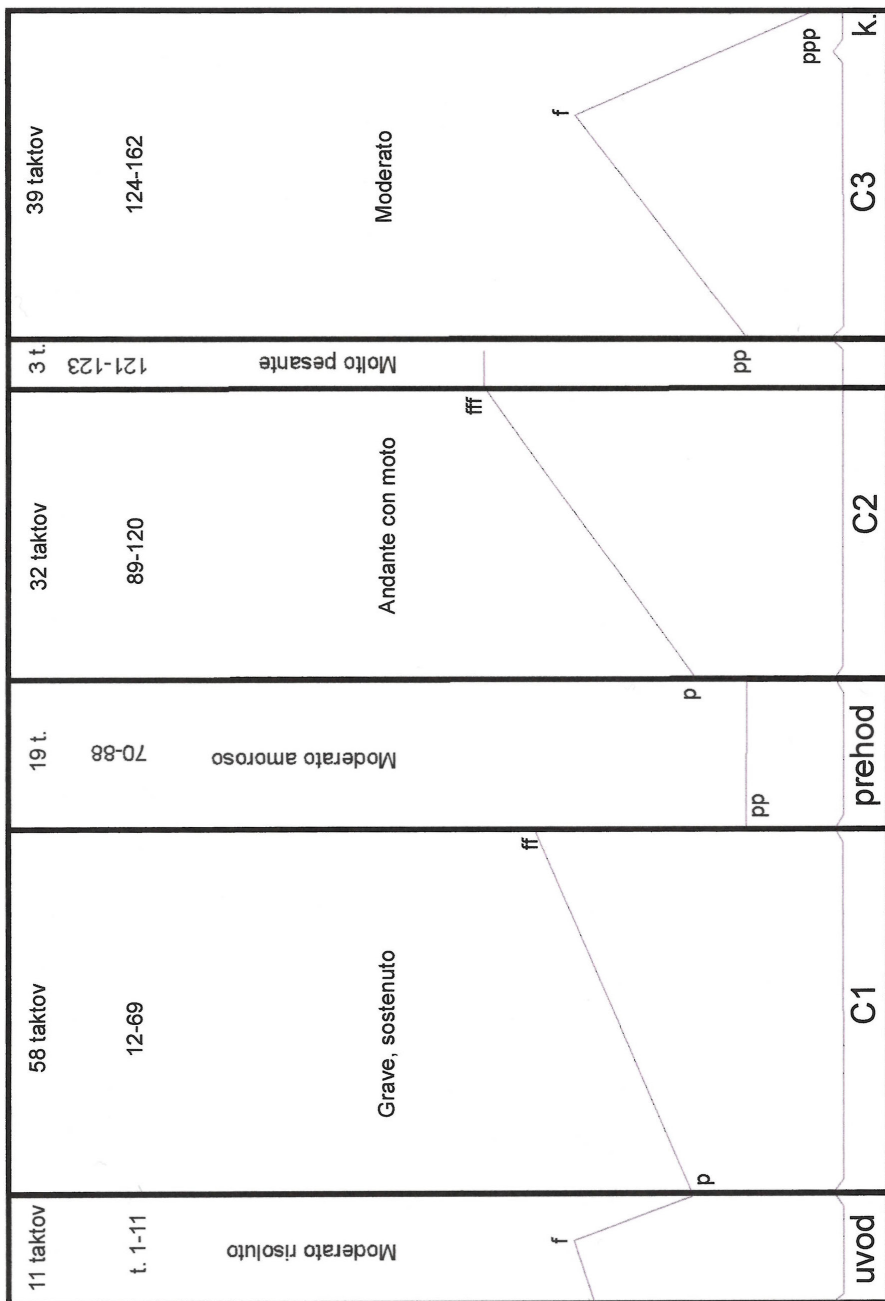 11 taktov
58 taktov
19 t.
32 taktov
3 t.
39 taktov
t. 1-11
12-69
70-88
89-120
121-123
124-162
Moderato risoluto
Grave, sostenuto
Moderato amoroso
Andante con moto
Molto pesante
Moderato
f
p
ff
pp
p
fff
pp
f
ppp
uvod
C1
prehod
C2
C3
k.